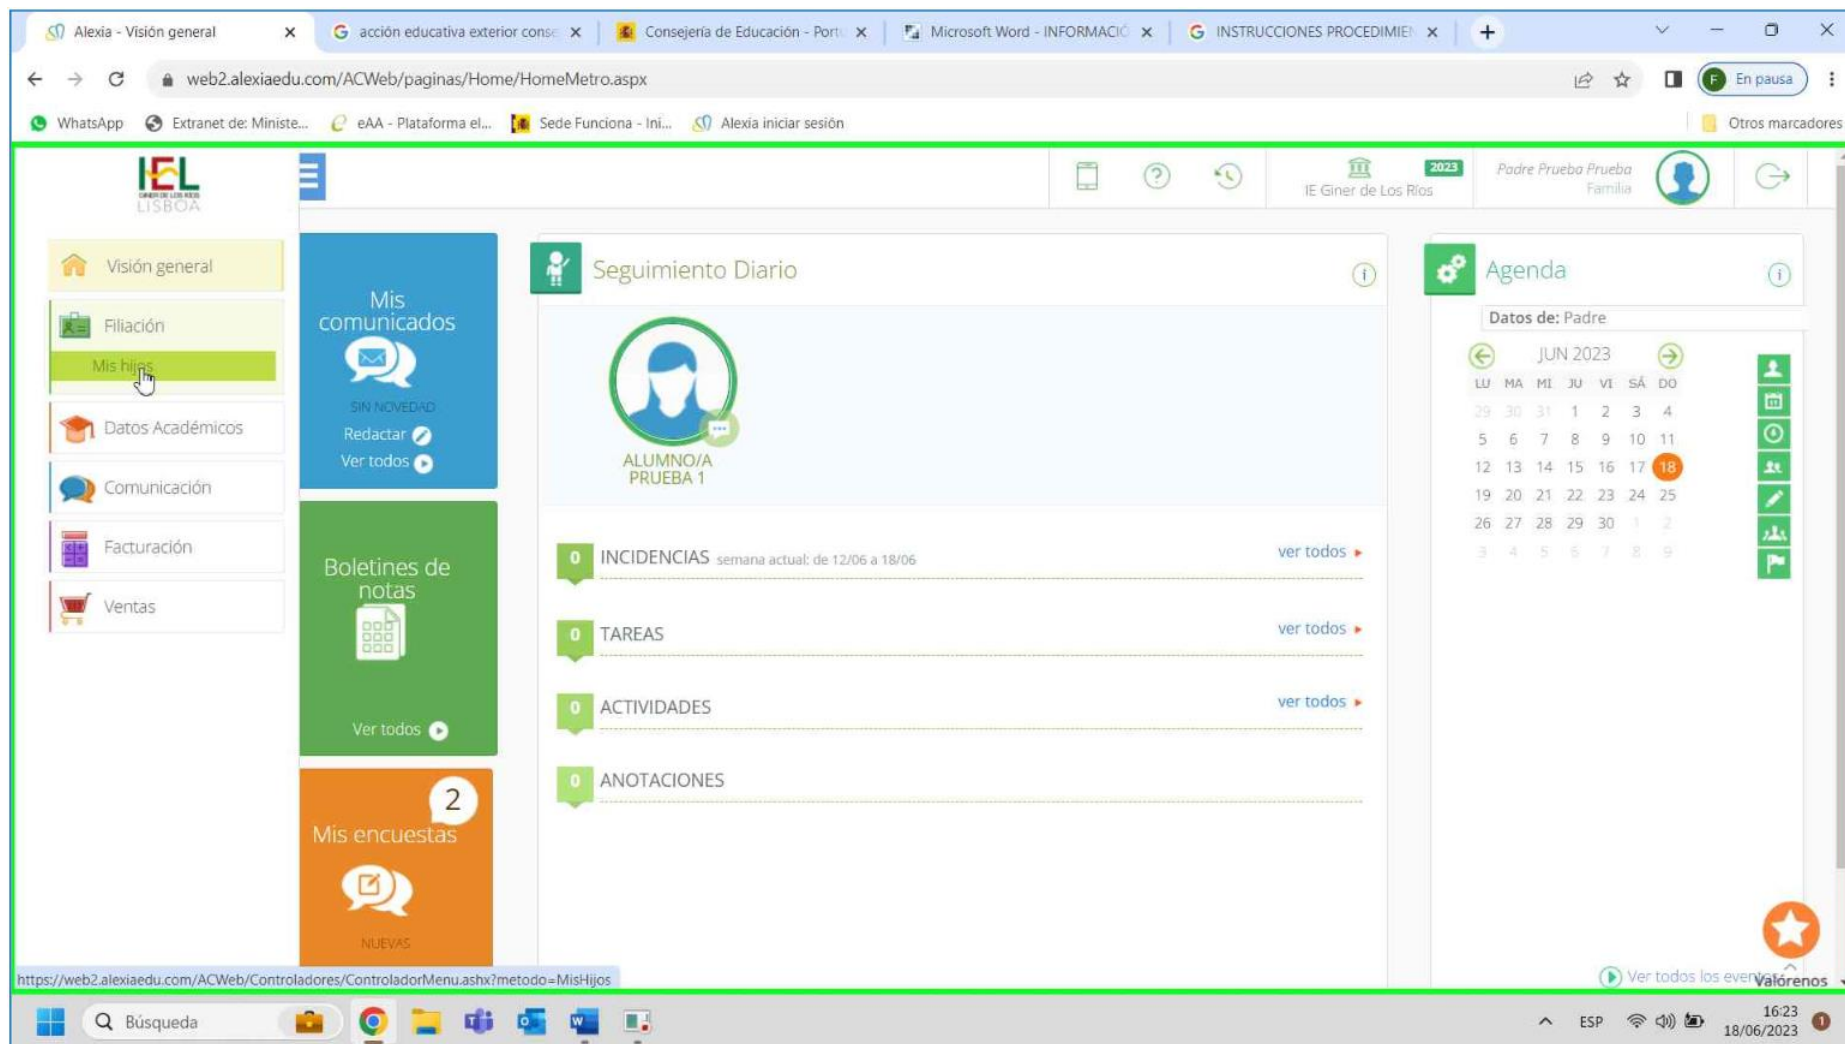 Alexia - Visión general
acción educativa exterior conse
Consejería de Educación - Portu
Microsoft Word - INFORMACIÓ
INSTRUCCIONES PROCEDIMIEN
web2.alexiaedu.com/ACWeb/paginas/Home/HomeMetro.aspx
F En pausa
WhatsApp
Extranet de: Ministe...
eAA - Plataforma el...
Sede Funciona - Ini...
Alexia iniciar sesión
Otros marcadores
IEL
GINER DE LOS RÍOS
LISBOA
IE Giner de Los Ríos
2023
Padre Prueba Prueba
Familia
Visión general
Filiación
Mis hijos
Datos Académicos
Comunicación
Facturación
Ventas
Mis
comunicados
SIN NOVEDAD
Redactar
Ver todos
Boletines de
notas
Ver todos
2
Mis encuestas
NUEVAS
Seguimiento Diario
ALUMNO/A
PRUEBA 1
0 INCIDENCIAS semana actual: de 12/06 a 18/06 ver todos
0 TAREAS ver todos
0 ACTIVIDADES ver todos
0 ANOTACIONES
Agenda
Datos de: Padre
JUN 2023
LU MA MI JU VI SÁ DO
29 30 31 1 2 3 4
5 6 7 8 9 10 11
12 13 14 15 16 17 18
19 20 21 22 23 24 25
26 27 28 29 30 1 2
3 4 5 6 7 8 9
Ver todos los eventos
Valórenos
https://web2.alexiaedu.com/ACWeb/Controladores/ControladorMenu.ashx?metodo=MisHijos
Búsqueda
ESP
16:23
18/06/2023
1